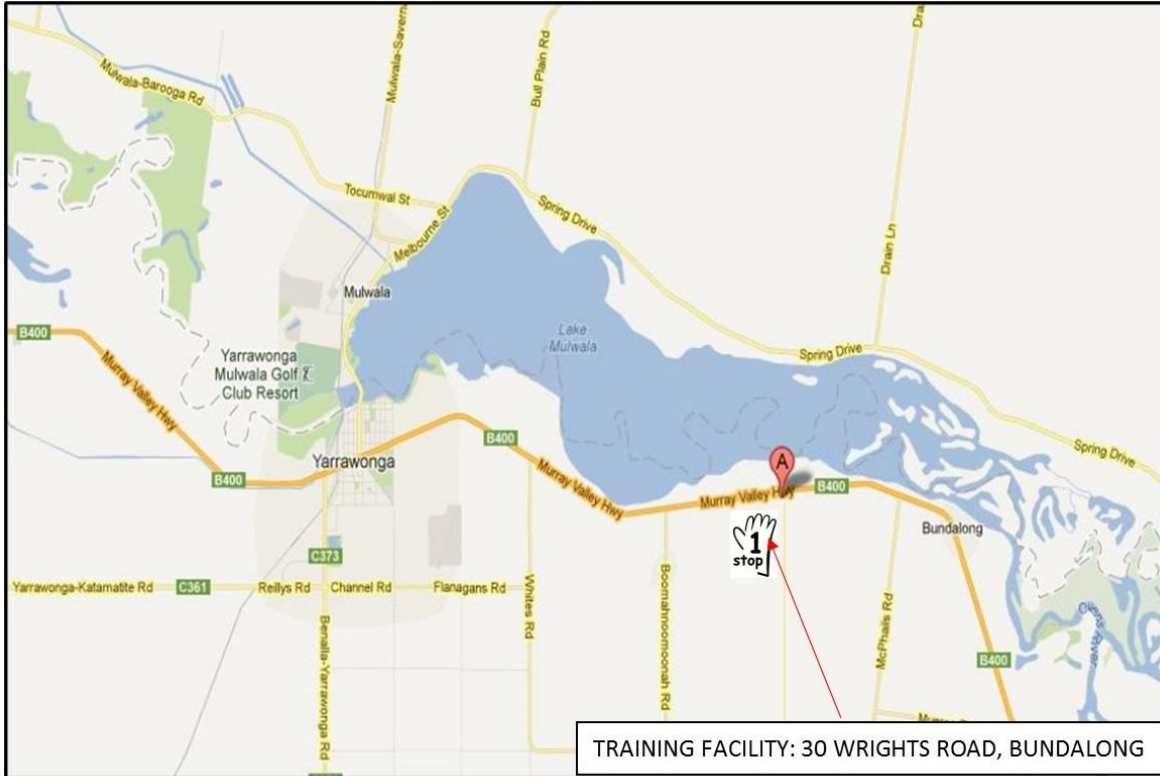 Mulwala-Barooga Rd
Mulwala-Savern
Bull Plain Rd
Drain Ln
Tocumwal St
Melbourne St
Spring Drive
Mulwala
Lake
Mulwala
Spring Drive
Spring Drive
B400
Murray Valley Hwy
Yarrawonga
Mulwala Golf
Club Resort
B400
Yarrawonga
B400
Murray Valley Hwy
A
Murray Valley Hwy
B400
Bundalong
1
stop
C373
Yarrawonga-Katamatite Rd
C361
Reillys Rd
Channel Rd
Flanagans Rd
Whites Rd
Boomahnoomoonah Rd
McPhails Rd
Ovens River
B400
Benalla-Yarrawonga Rd
TRAINING FACILITY: 30 WRIGHTS ROAD, BUNDALONG